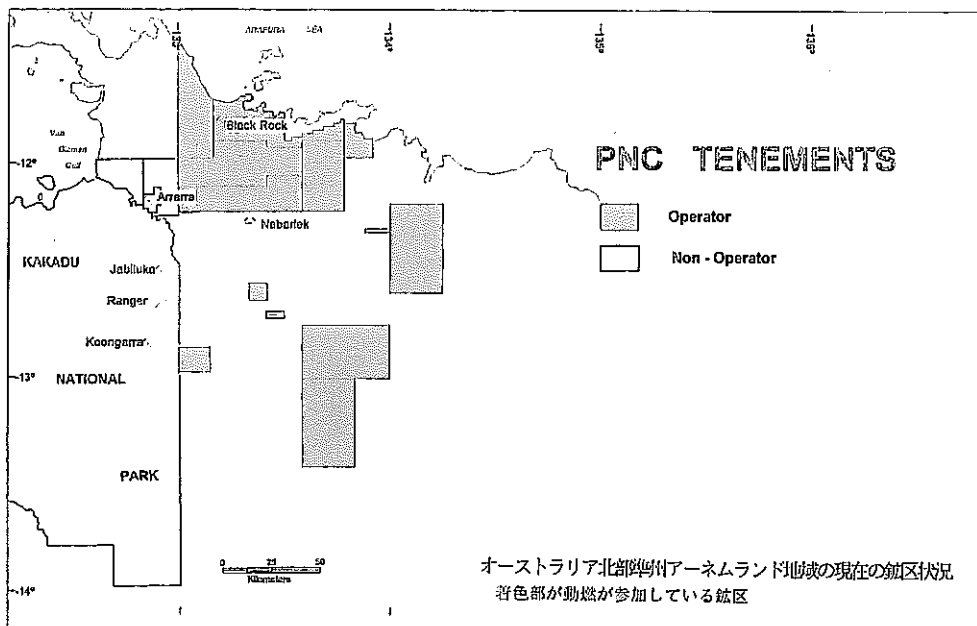 ARAFURA SEA
-133°
-134°
-135°
-136°
Black Rock
Van
Diemen
Gulf
-12°
PNC TENEMENTS
Arrarra
Operator
Nabarlek
Non - Operator
KAKADU
Jabiluka
Ranger
Koongarra
-13°
NATIONAL
PARK
0 25 50
Kilometers
オーストラリア北部準州アーネムランド地域の現在の鉱区状況
着色部が動燃が参加している鉱区
-14°